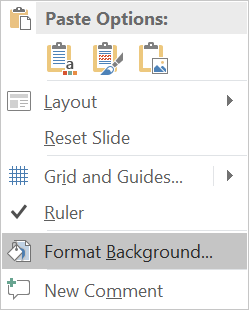 Paste Options:
a
Layout
Reset Slide
Grid and Guides...
Ruler
Format Background...
New Comment